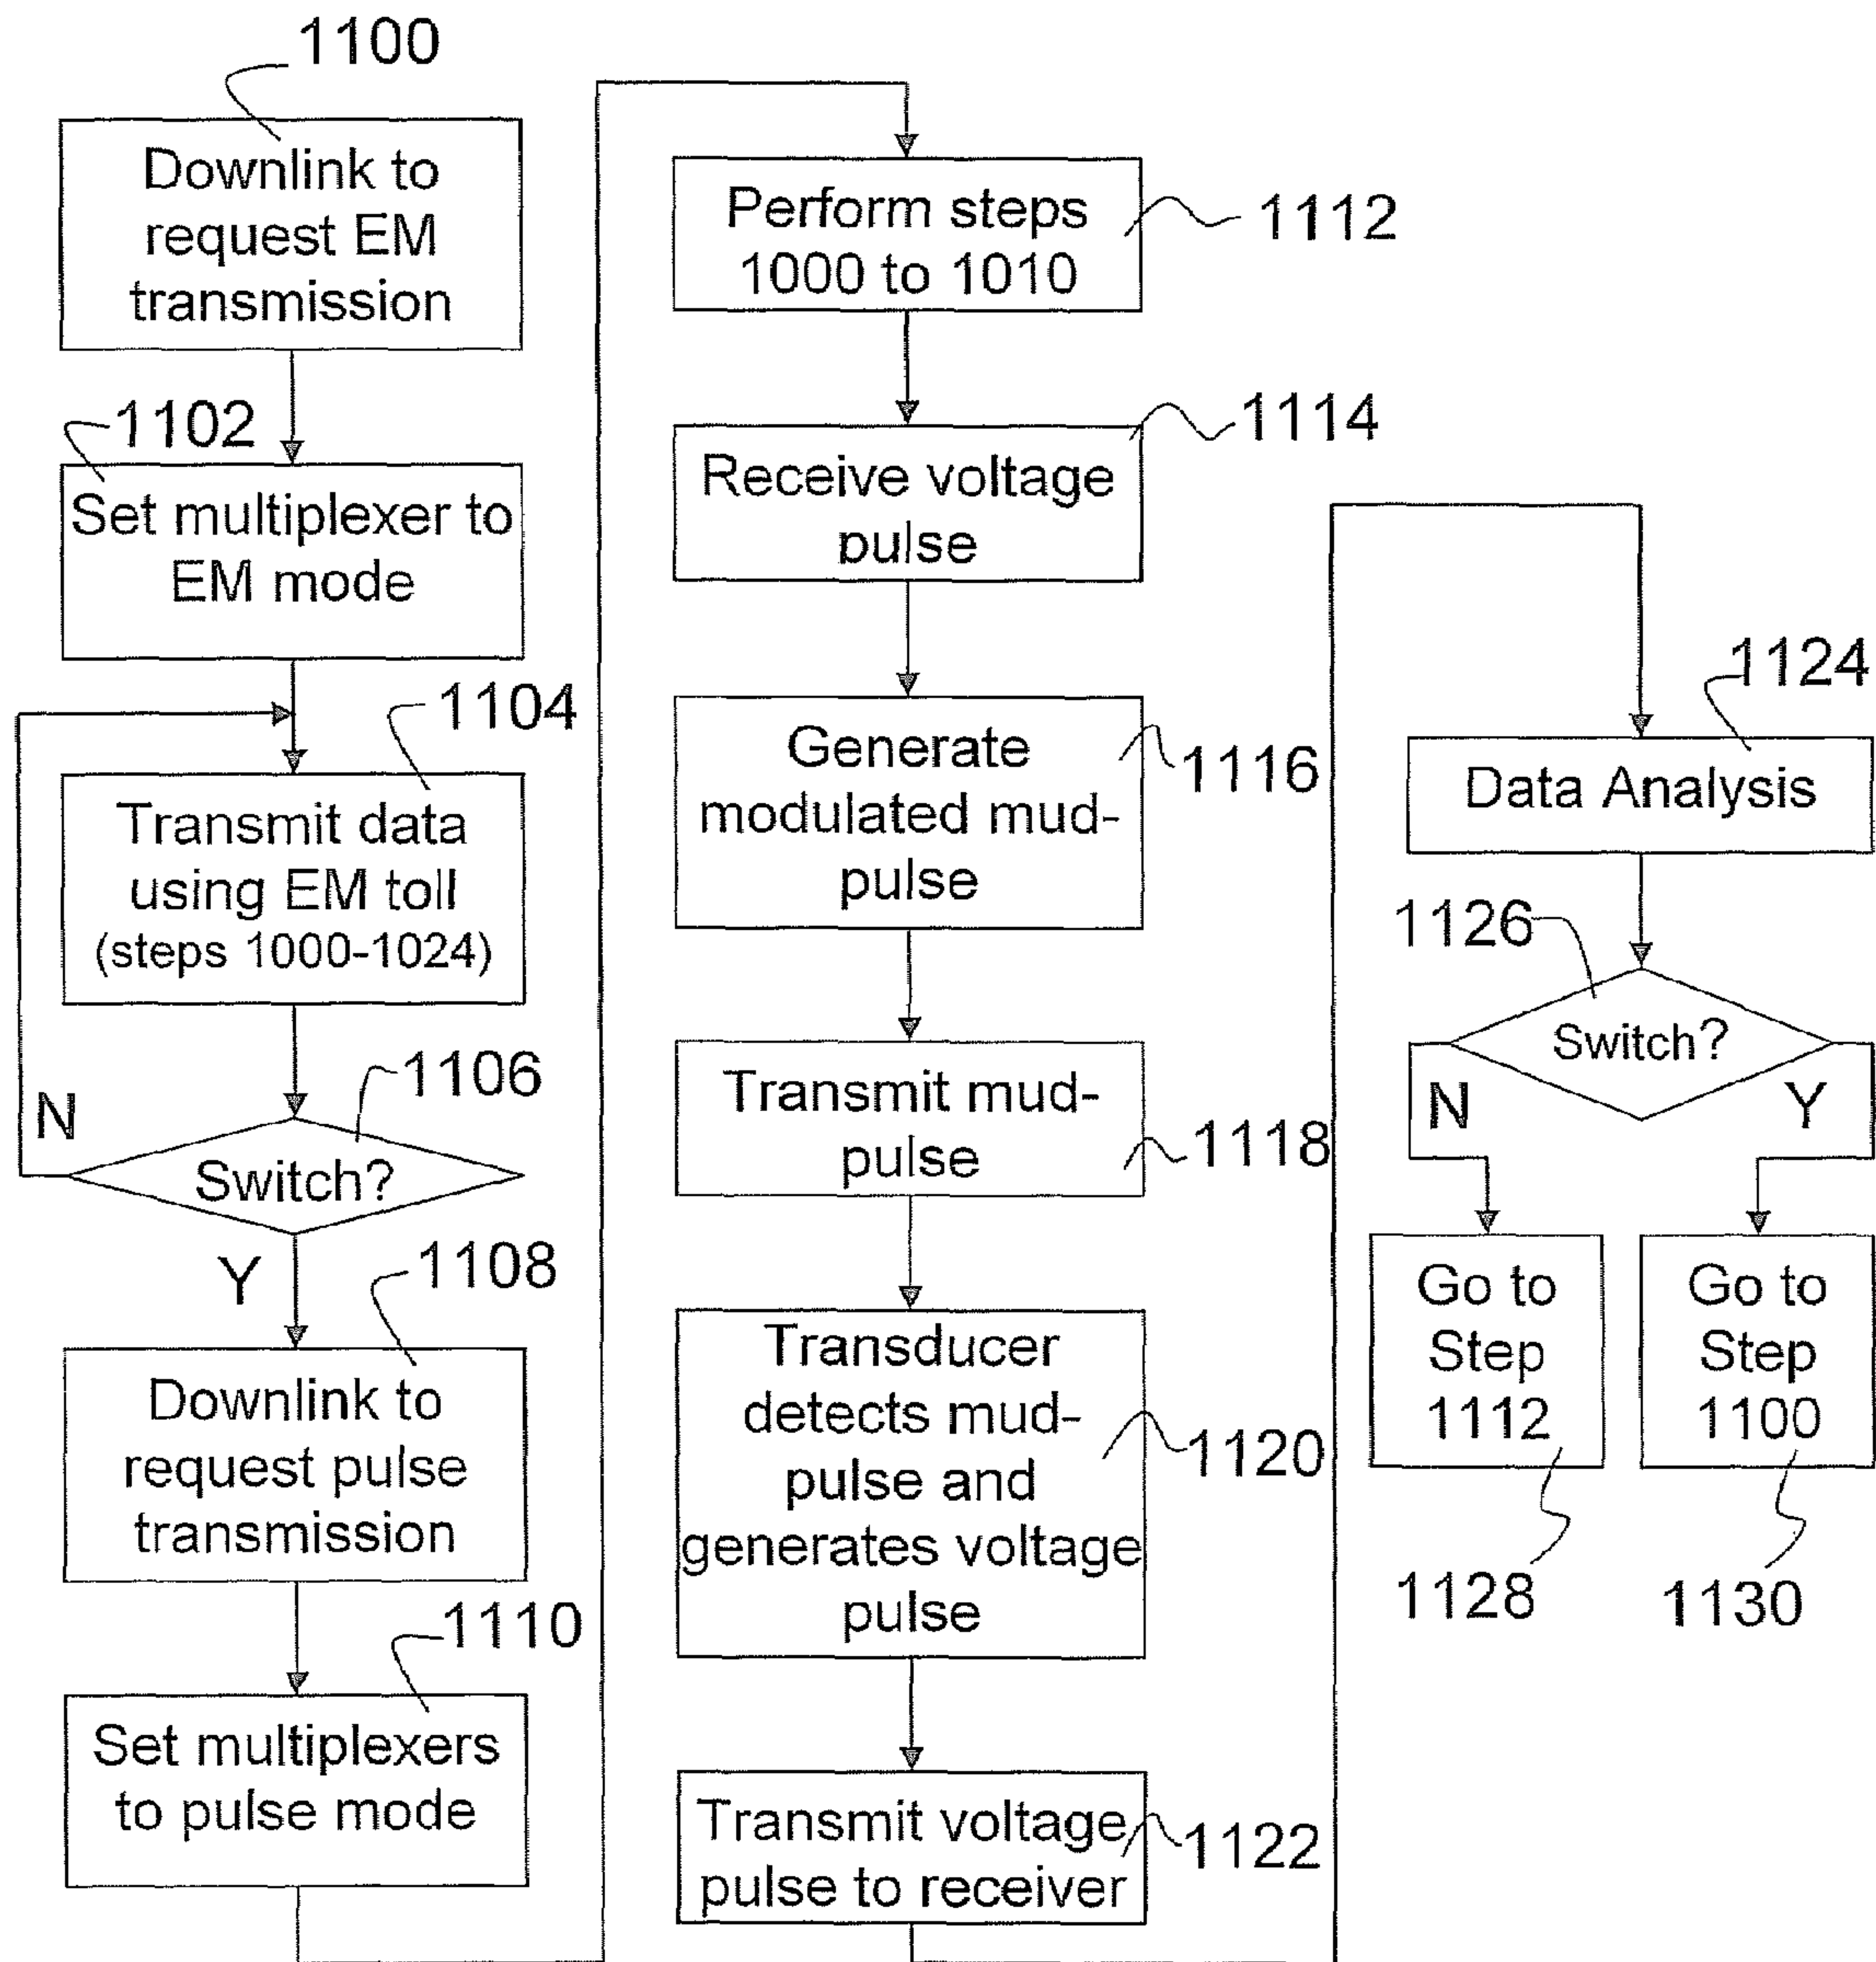 1100
Downlink to
request EM
transmission
1102
Set multiplexer to
EM mode
1104
Transmit data
using EM toll
(steps 1000-1024)
1106
N
Switch?
Y
1108
Downlink to
request pulse
transmission
1110
Set multiplexers
to pulse mode
Perform steps
1000 to 1010
1112
1114
Receive voltage
pulse
Generate
modulated mud-
pulse
1116
Transmit mud-
pulse
1118
Transducer
detects mud-
pulse and
generates voltage
pulse
1120
Transmit voltage
pulse to receiver
1122
1124
Data Analysis
1126
Switch?
N
Y
Go to
Step
1112
1128
Go to
Step
1100
1130